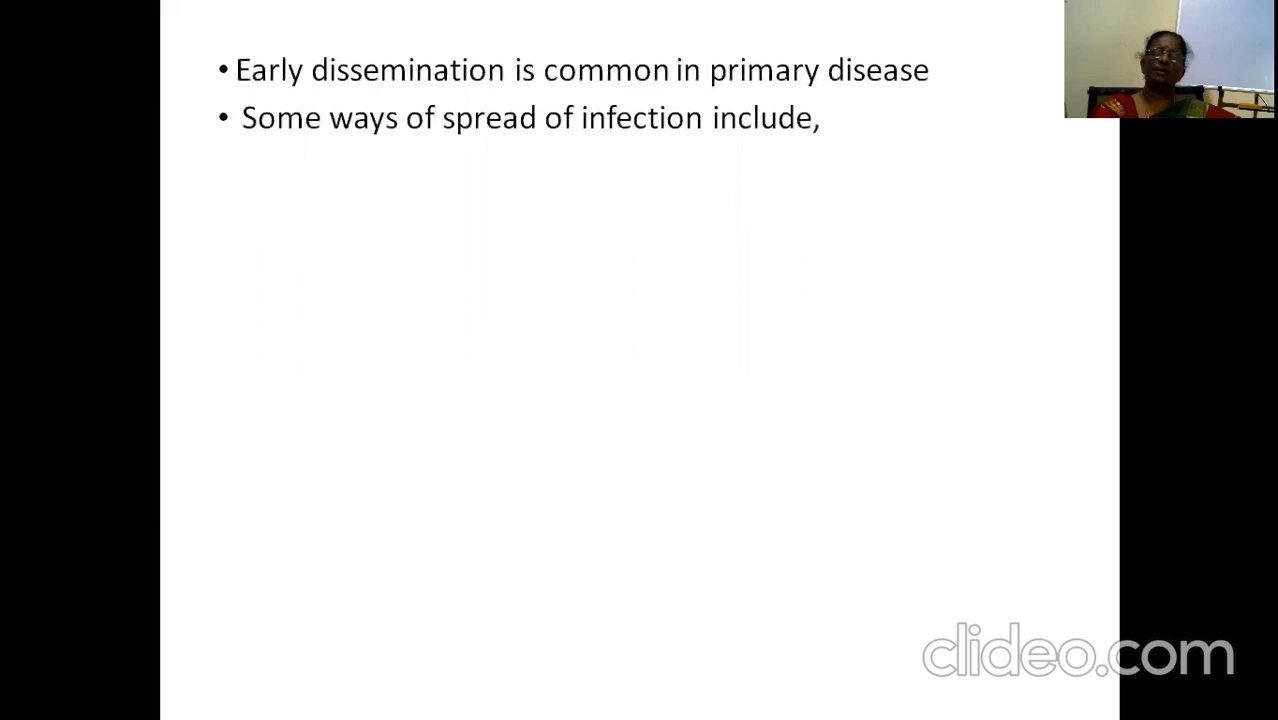 • Early dissemination is common in primary disease
• Some ways of spread of infection include,
clideo.com